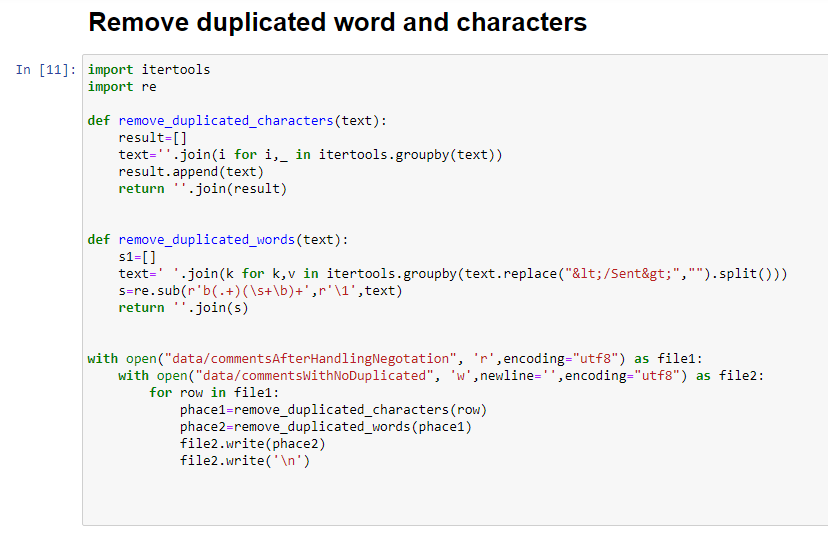 Remove duplicated word and characters
In [11]: import itertools
import re
def remove_duplicated_characters(text):
result=[]
text=''.join(i for i,_ in itertools.groupby(text))
result.append(text)
return ''.join(result)
def remove_duplicated_words(text):
s1=[]
text=' '.join(k for k,v in itertools.groupby(text.replace("&lt;/Sent&gt;","").split()))
s=re.sub(r'b(.+)(\s+\b)+',r'\1',text)
return ''.join(s)
with open("data/commentsAfterHandlingNegotation", 'r',encoding="utf8") as file1:
with open("data/commentsWithNoDuplicated", 'w',newline='',encoding="utf8") as file2:
for row in file1:
phace1=remove_duplicated_characters(row)
phace2=remove_duplicated_words(phace1)
file2.write(phace2)
file2.write('\n')